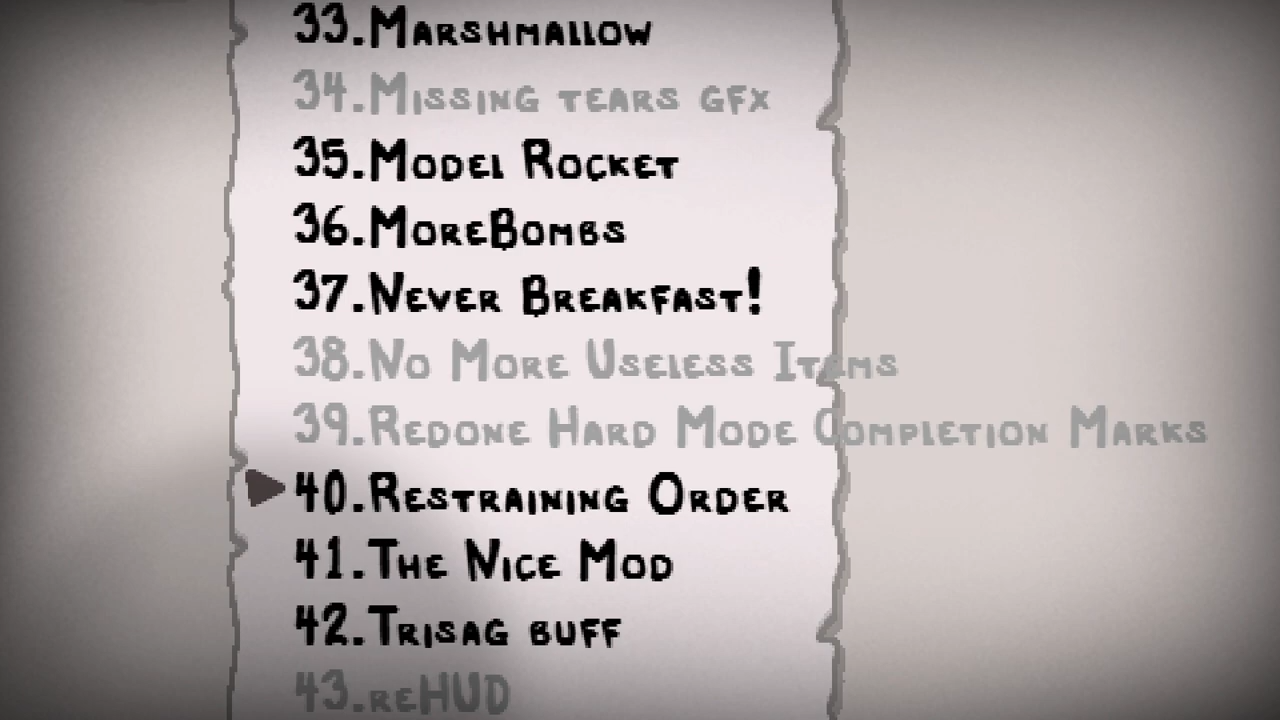 33.Marshmallow
34.Missing tears gfx
35.Model Rocket
36.MoreBombs
37.Never Breakfast!
38.No More Useless Items
39.Redone Hard Mode Completion Marks
40.Restraining Order
41.The Nice Mod
42.Trisag buff
43.reHUD